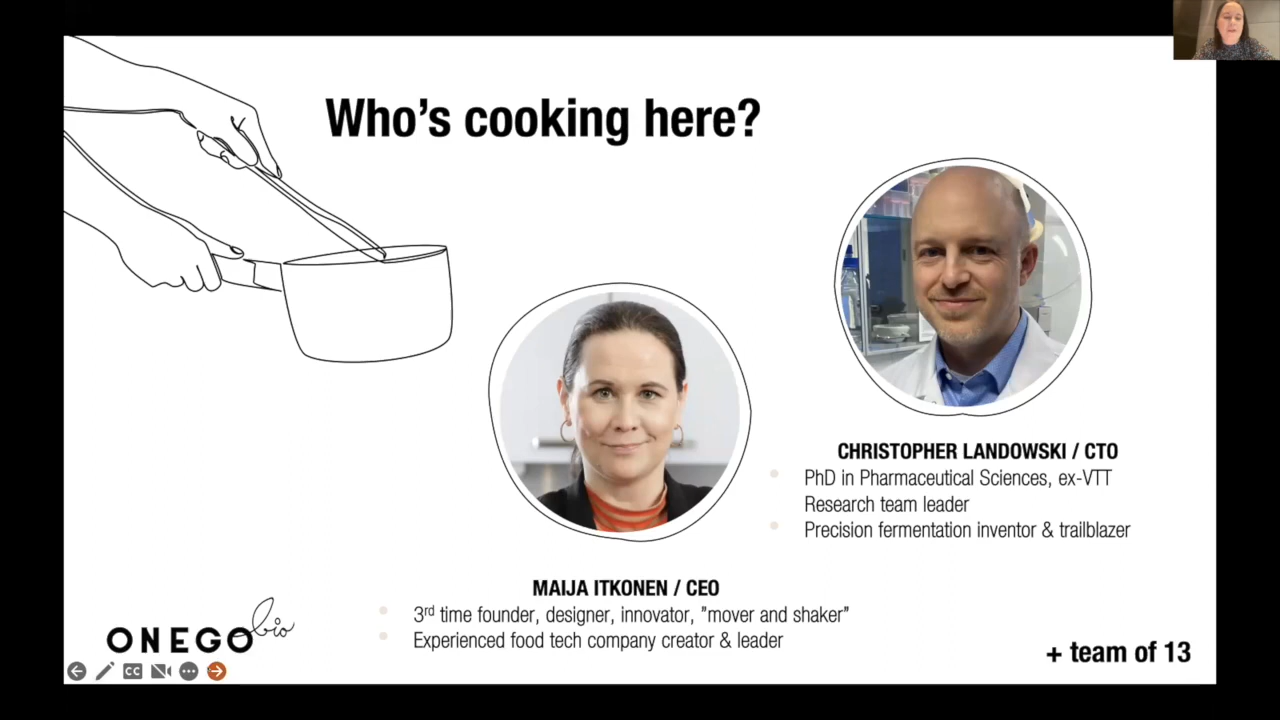 Who's cooking here?
CHRISTOPHER LANDOWSKI / CTO
PhD in Pharmaceutical Sciences, ex-VTT
Research team leader
Precision fermentation inventor & trailblazer
MAIJA ITKONEN / CEO
3rd time founder, designer, innovator, ”mover and shaker”
Experienced food tech company creator & leader
ONEGO bio
+ team of 13
CC